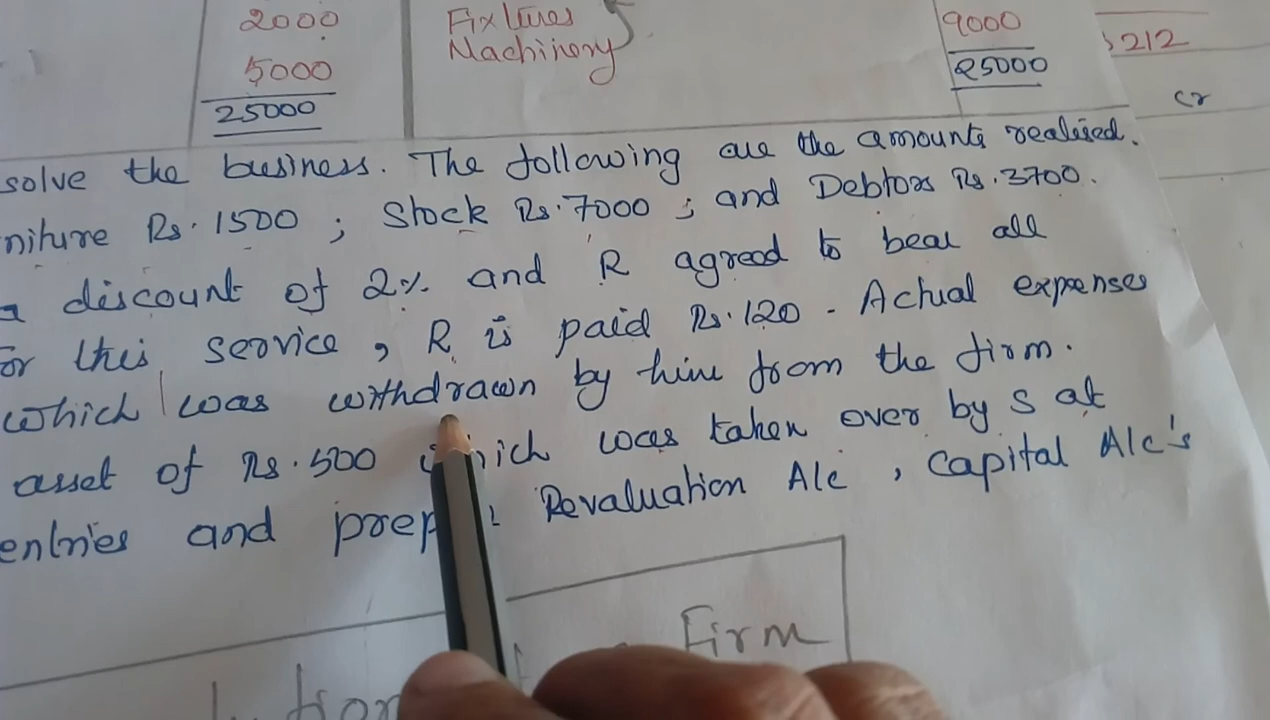 2000 Fixtures 9000
5000 Machinery
25000 25000
212
cr
solve the business. The following are the amounts realised.
niture Rs. 1500 ; Stock Rs. 7000 ; and Debtors Rs. 3700.
a discount of 2% and R agreed to bear all
or this service, R is paid Rs. 120 - Actual expenses
which was withdrawn by him from the firm.
asset of Rs. 500 which was taken over by S at
entries and prep Revaluation A/c , Capital A/c's
Firm